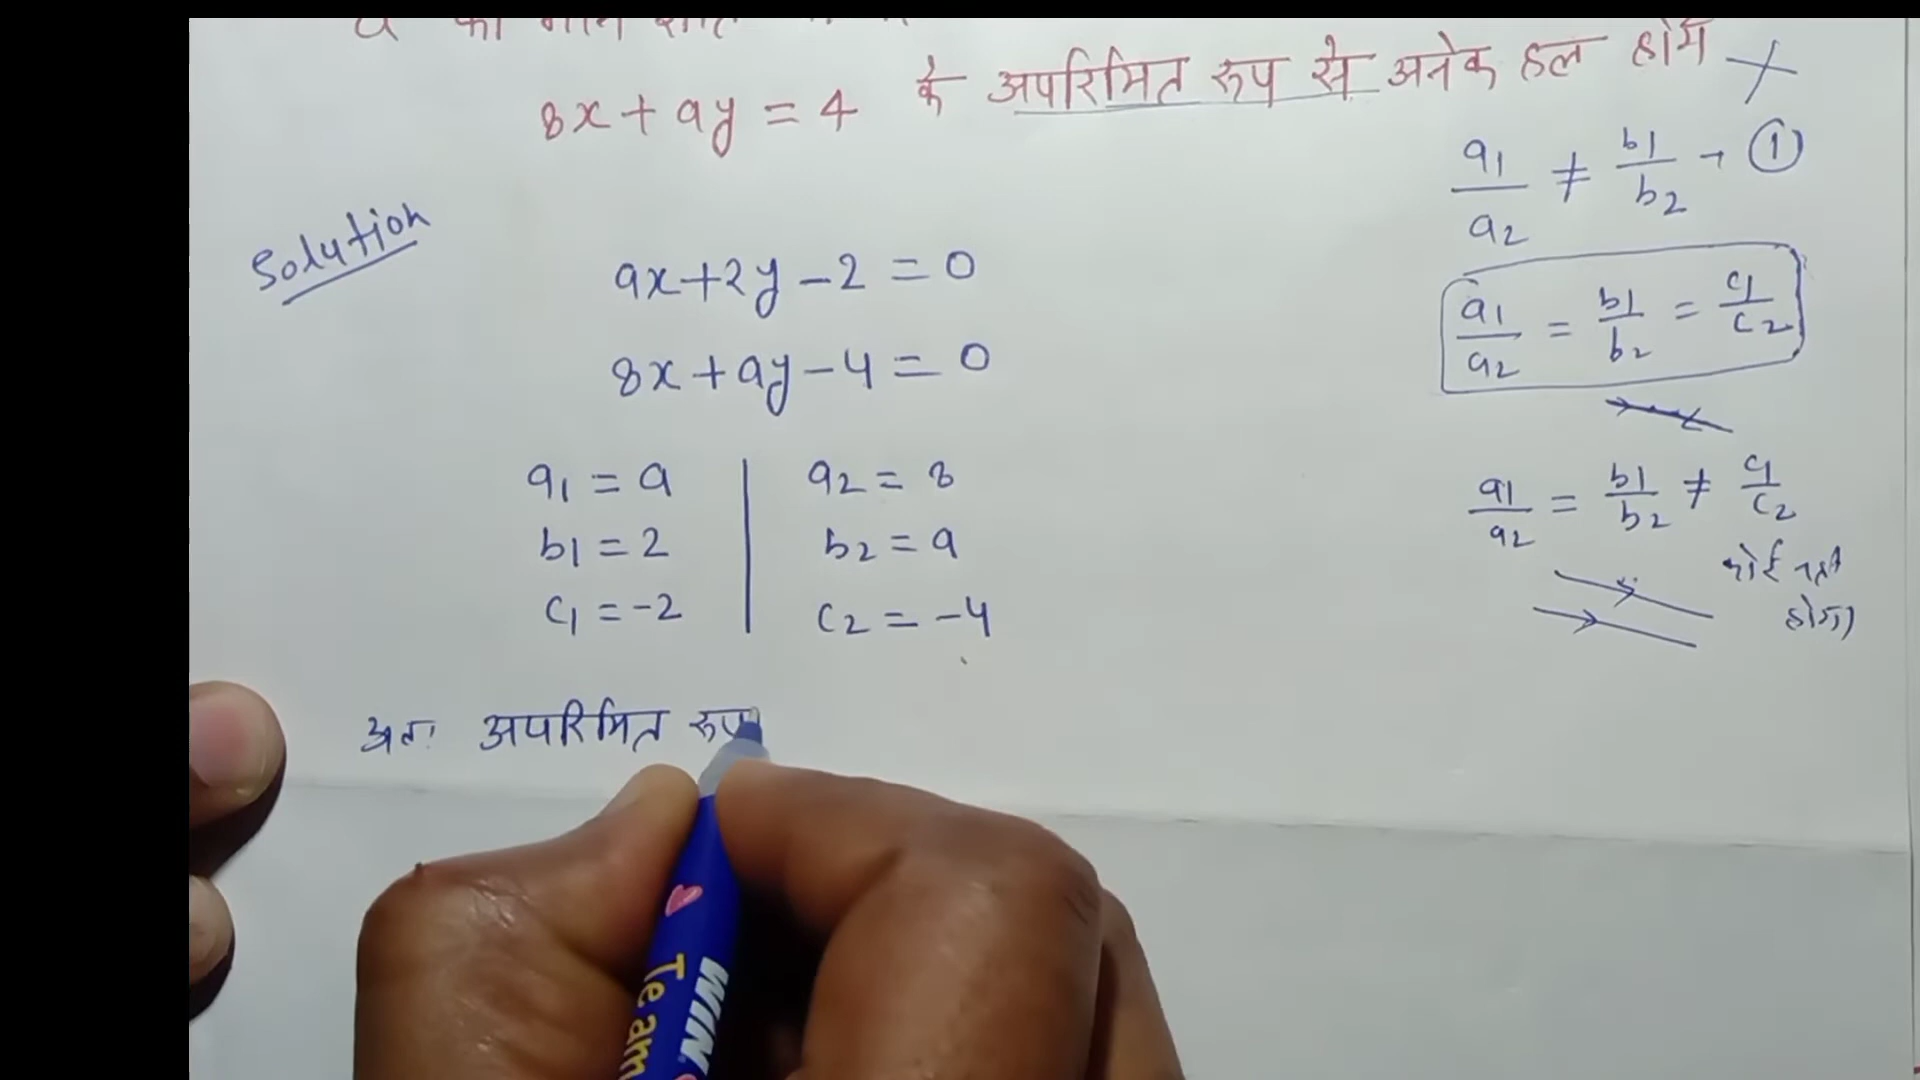 का मान
के अपरिमित रूप से अनेक हल होंगे
8x + ay = 4
a1/a2 ≠ b1/b2 → ①
Solution
ax+2y-2=0
a1/a2 = b1/b2 = c1/c2
8x+ay-4=0
a1 = a | a2 = 8
b1 = 2 | b2 = a
c1 = -2 | c2 = -4
a1/a2 = b1/b2 ≠ c1/c2
होगा
अतः अपरिमित रूप
WIN
Team